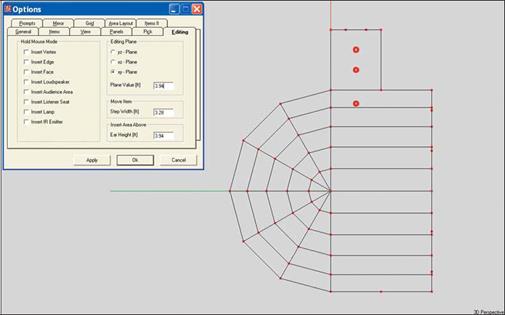 Options
Prompts Mirror Grid Area Layout Items II
General Items View Panels Pick Editing
Hold Mouse Mode
Insert Vertex
Insert Edge
Insert Face
Insert Loudspeaker
Insert Audience Area
Insert Listener Seat
Insert Lamp
Insert IR Emitter
Editing Plane
yz - Plane
xz - Plane
xy - Plane
Plane Value [ft] 3.94
Move Item
Step Width [ft] 3.28
Insert Area Above
Ear Height [ft] 3.94
Apply Ok Cancel
3D Perspective